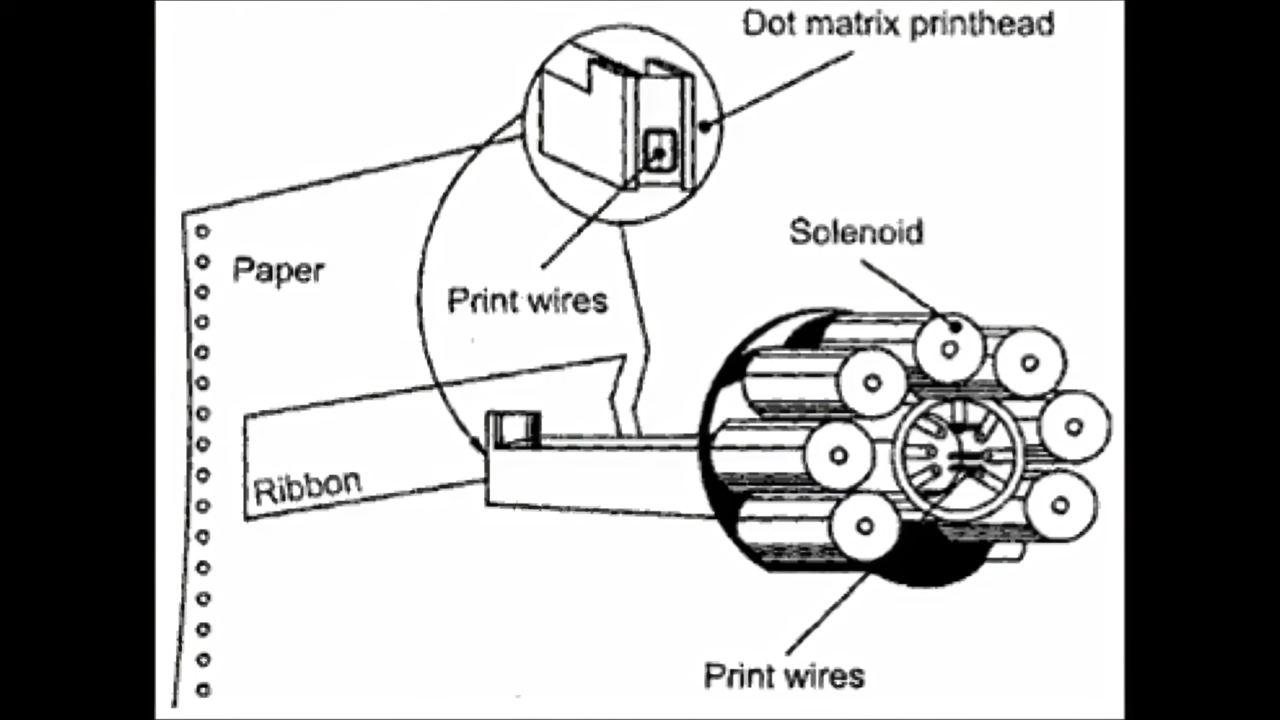 Dot matrix printhead
Solenoid
Paper
Print wires
Ribbon
Print wires